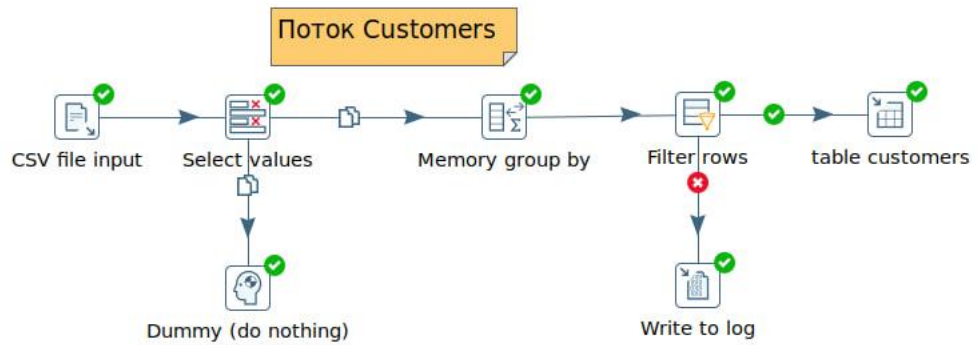 Поток Customers
CSV file input
Select values
Memory group by
Filter rows
table customers
Dummy (do nothing)
Write to log